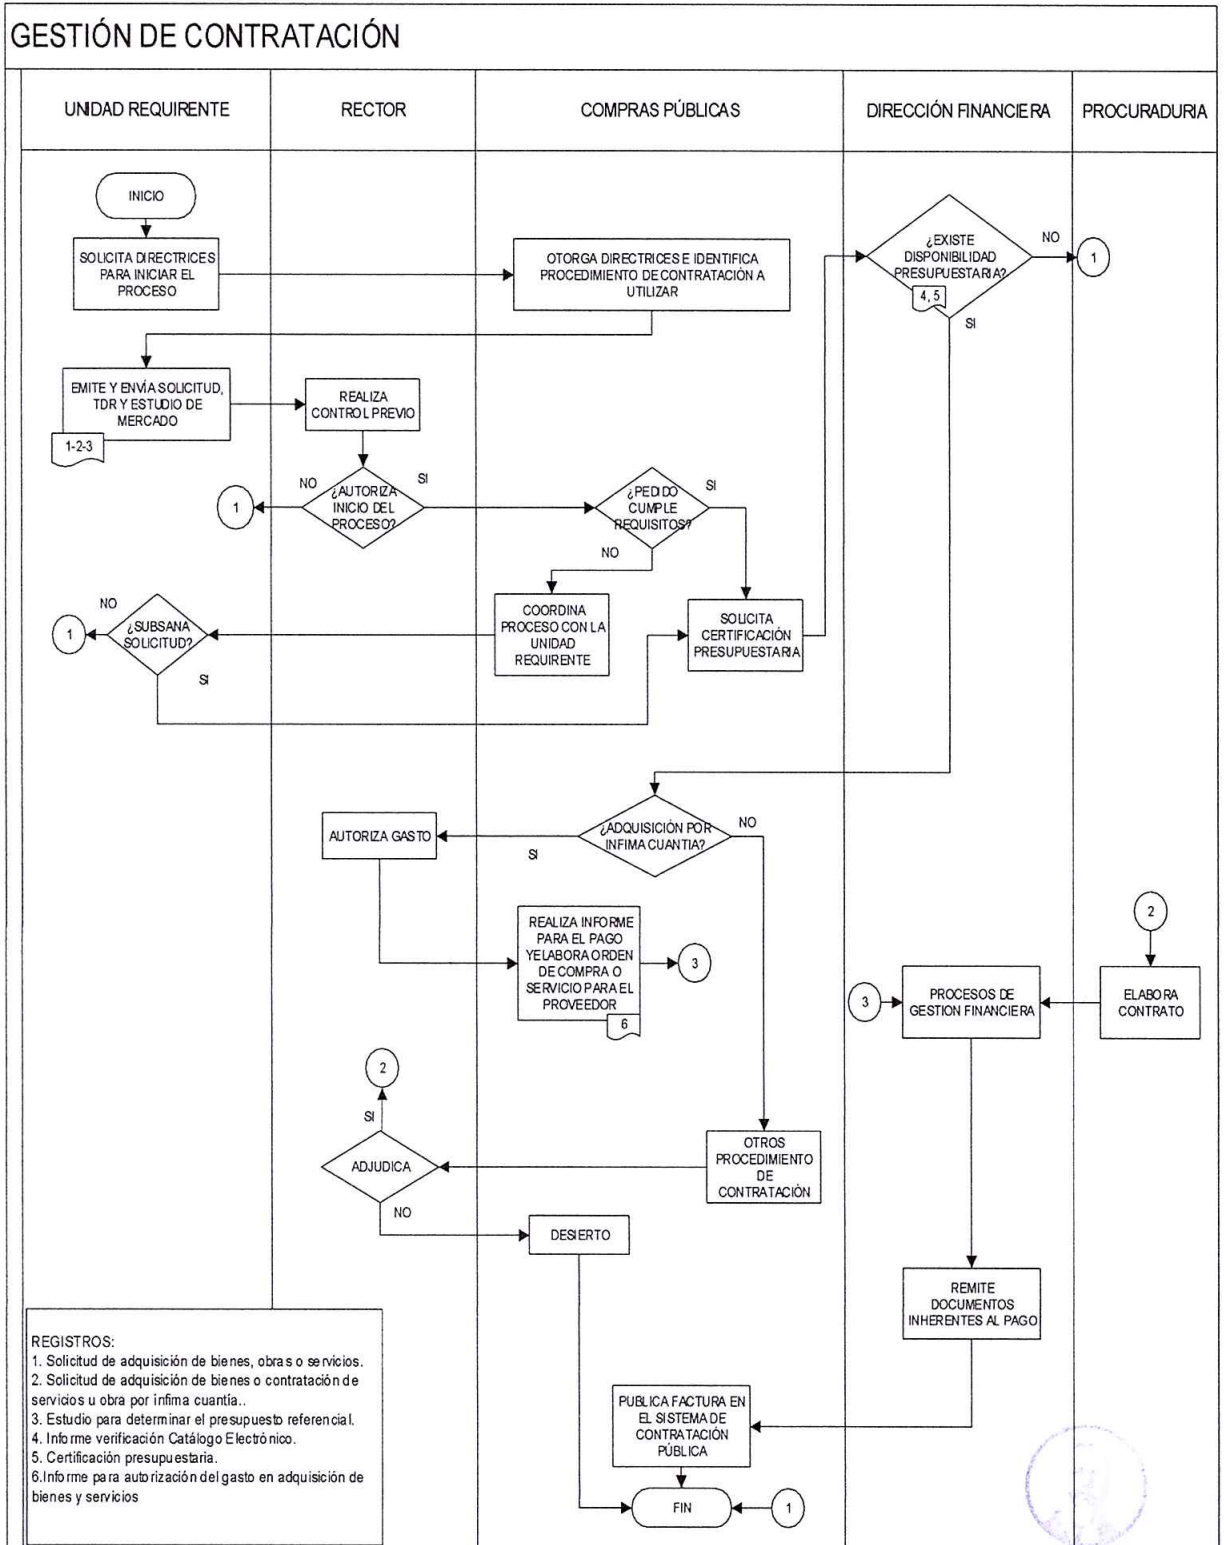 GESTIÓN DE CONTRATACIÓN
UNIDAD REQUIRENTE
RECTOR
COMPRAS PÚBLICAS
DIRECCIÓN FINANCIERA
PROCURADURIA
INICIO
SOLICITA DIRECTRICES
PARA INICIAR EL
PROCESO
OTORGA DIRECTRICES E IDENTIFICA
PROCEDIMIENTO DE CONTRATACIÓN A
UTILIZAR
¿EXISTE
DISPONIBILIDAD
PRESUPUESTARIA?
4, 5
NO
1
SI
EMITE Y ENVÍA SOLICITUD,
TDR Y ESTUDIO DE
MERCADO
1-2-3
REALIZA
CONTROL PREVIO
1
NO
¿AUTORIZA
INICIO DEL
PROCESO?
SI
¿PEDIDO
CUMPLE
REQUISITOS?
SI
NO
1
NO
¿SUBSANA
SOLICITUD?
SI
COORDINA
PROCESO CON LA
UNIDAD
REQUIRENTE
SOLICITA
CERTIFICACIÓN
PRESUPUESTARIA
AUTORIZA GASTO
SI
¿ADQUISICIÓN POR
INFIMA CUANTIA?
NO
REALIZA INFORME
PARA EL PAGO
YELABORA ORDEN
DE COMPRA O
SERVICIO PARA EL
PROVEEDOR
6
3
3
PROCESOS DE
GESTION FINANCIERA
2
ELABORA
CONTRATO
2
SI
ADJUDICA
NO
OTROS
PROCEDIMIENTO
DE
CONTRATACIÓN
DESIERTO
REMITE
DOCUMENTOS
INHERENTES AL PAGO
PUBLICA FACTURA EN
EL SISTEMA DE
CONTRATACIÓN
PÚBLICA
FIN
1
REGISTROS:
1. Solicitud de adquisición de bienes, obras o servicios.
2. Solicitud de adquisición de bienes o contratación de
servicios u obra por ínfima cuantía..
3. Estudio para determinar el presupuesto referencial.
4. Informe verificación Catálogo Electrónico.
5. Certificación presupuestaria.
6.Informe para autorización del gasto en adquisición de
bienes y servicios